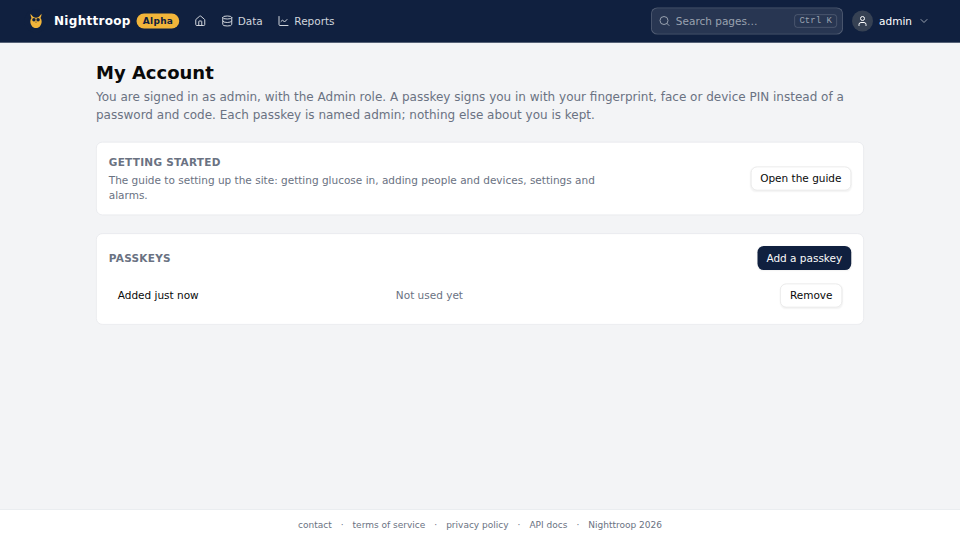 Nighttroop Alpha Data Reports Search pages... Ctrl K admin
My Account
You are signed in as admin, with the Admin role. A passkey signs you in with your fingerprint, face or device PIN instead of a
password and code. Each passkey is named admin; nothing else about you is kept.
GETTING STARTED
The guide to setting up the site: getting glucose in, adding people and devices, settings and
alarms.
Open the guide
PASSKEYS Add a passkey
Added just now Not used yet Remove
contact · terms of service · privacy policy · API docs · Nighttroop 2026